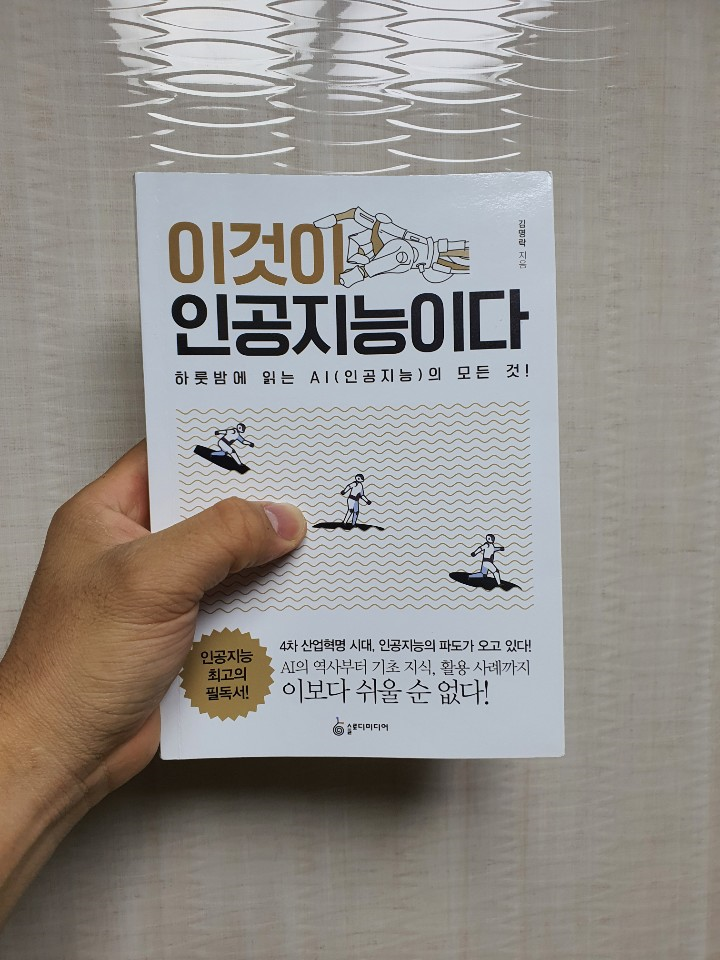 이것이
인공지능이다
김명락 지음
하룻밤에 읽는 AI(인공지능)의 모든 것!
인공지능
최고의
필독서!
4차 산업혁명 시대, 인공지능의 파도가 오고 있다!
AI의 역사부터 기초 지식, 활용 사례까지
이보다 쉬울 순 없다!
슬로디미디어